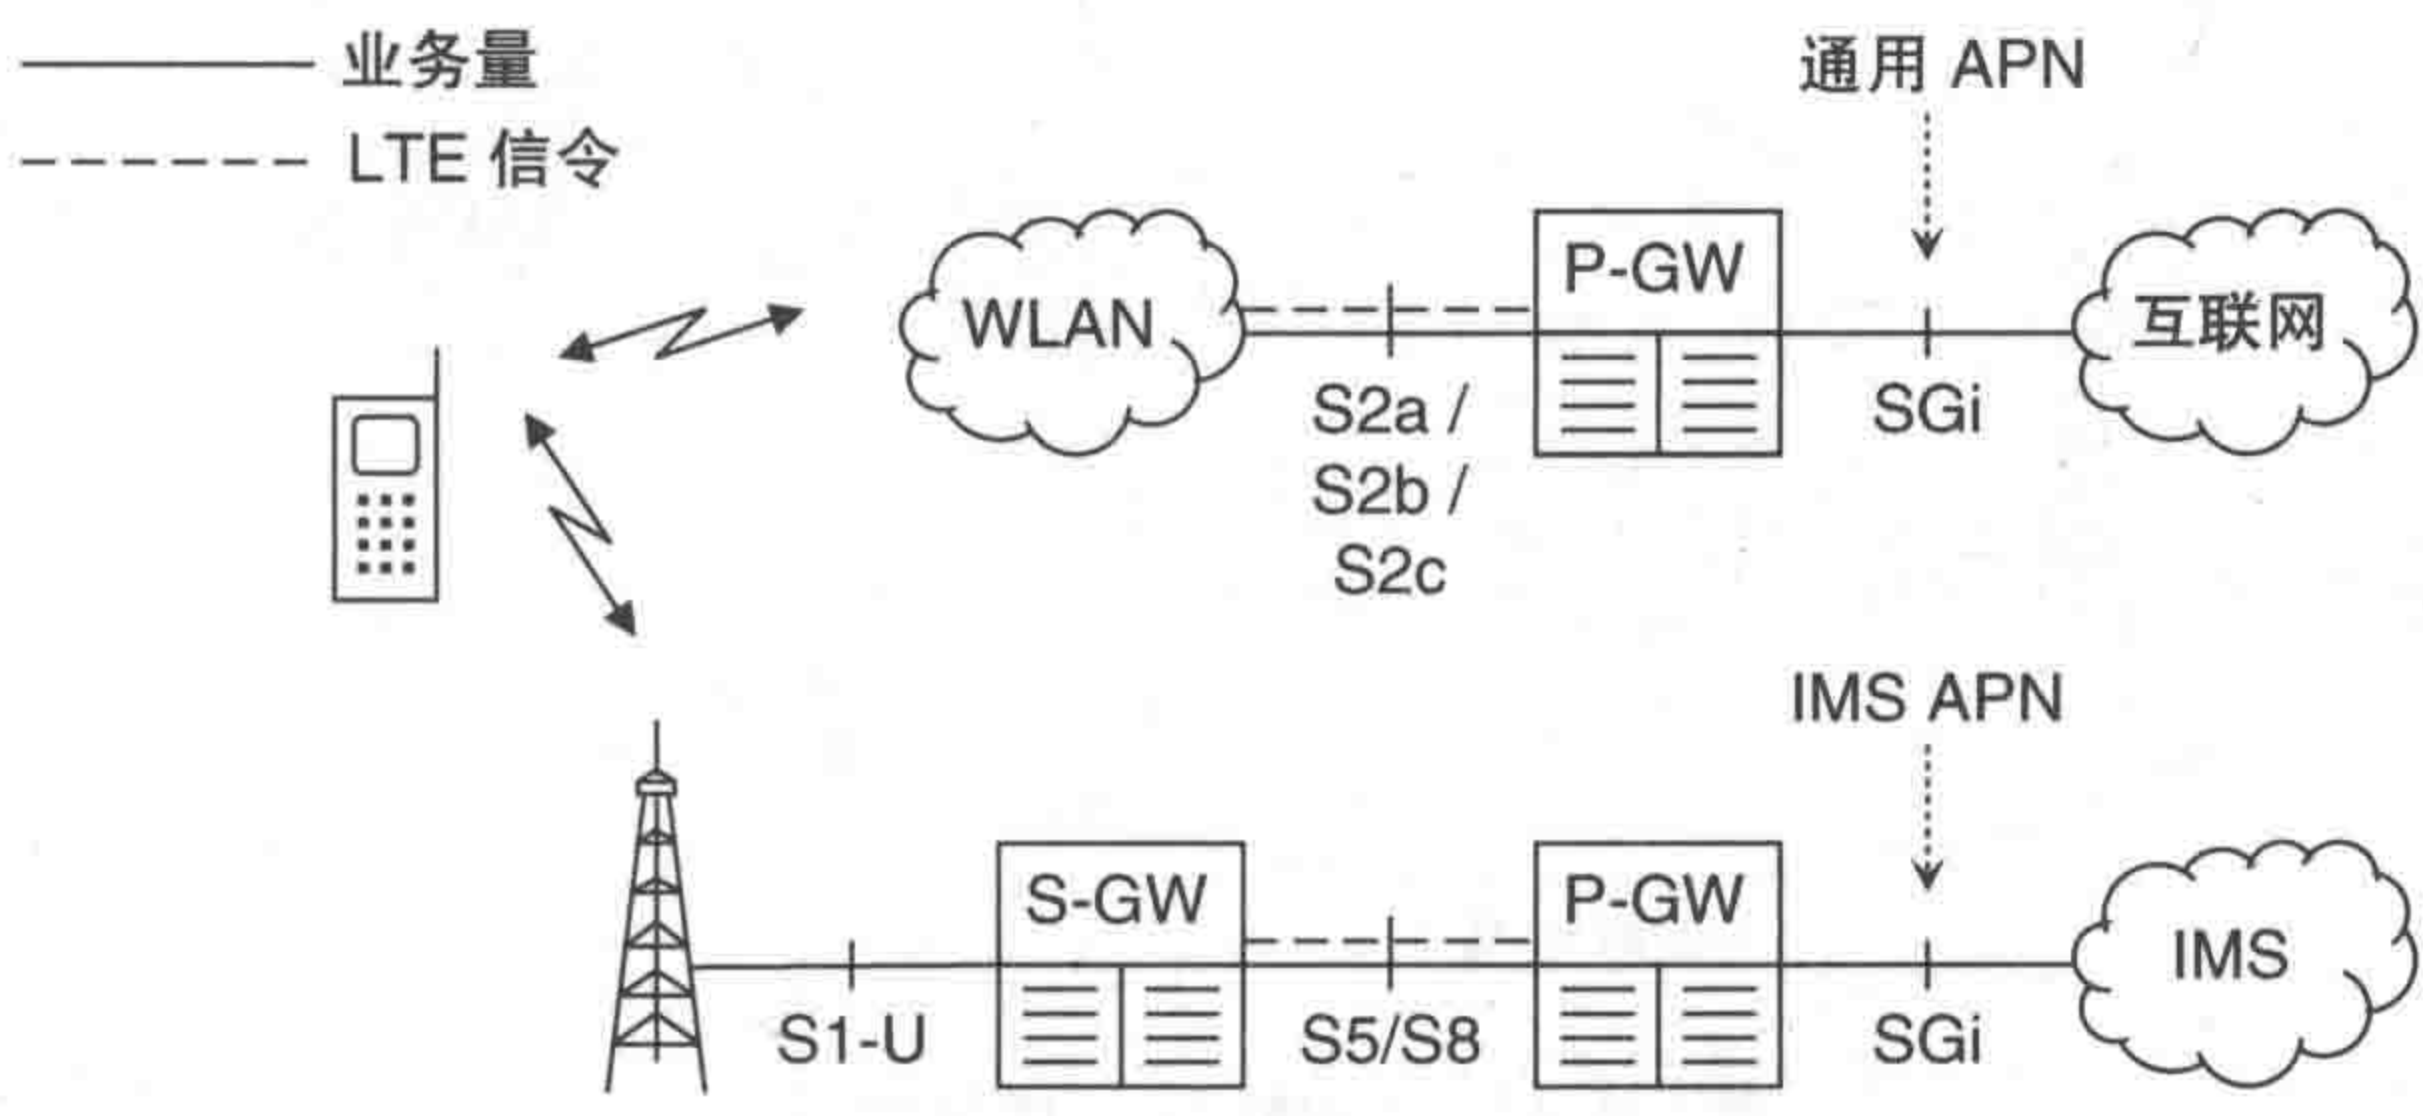 业务量
LTE 信令
通用 APN
WLAN
P-GW
互联网
S2a /
S2b /
S2c
SGi
IMS APN
S-GW
P-GW
IMS
S1-U
S5/S8
SGi